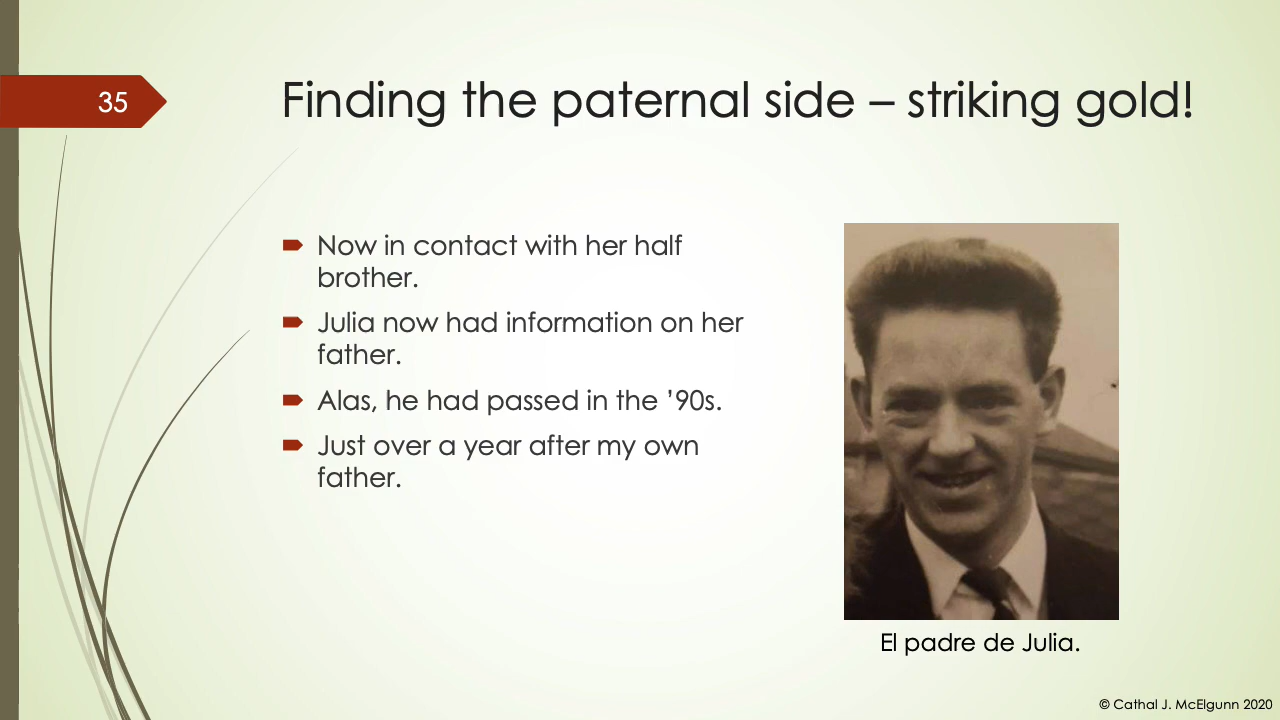 35
Finding the paternal side – striking gold!
Now in contact with her half
brother.
Julia now had information on her
father.
Alas, he had passed in the ’90s.
Just over a year after my own
father.
El padre de Julia.
© Cathal J. McElgunn 2020